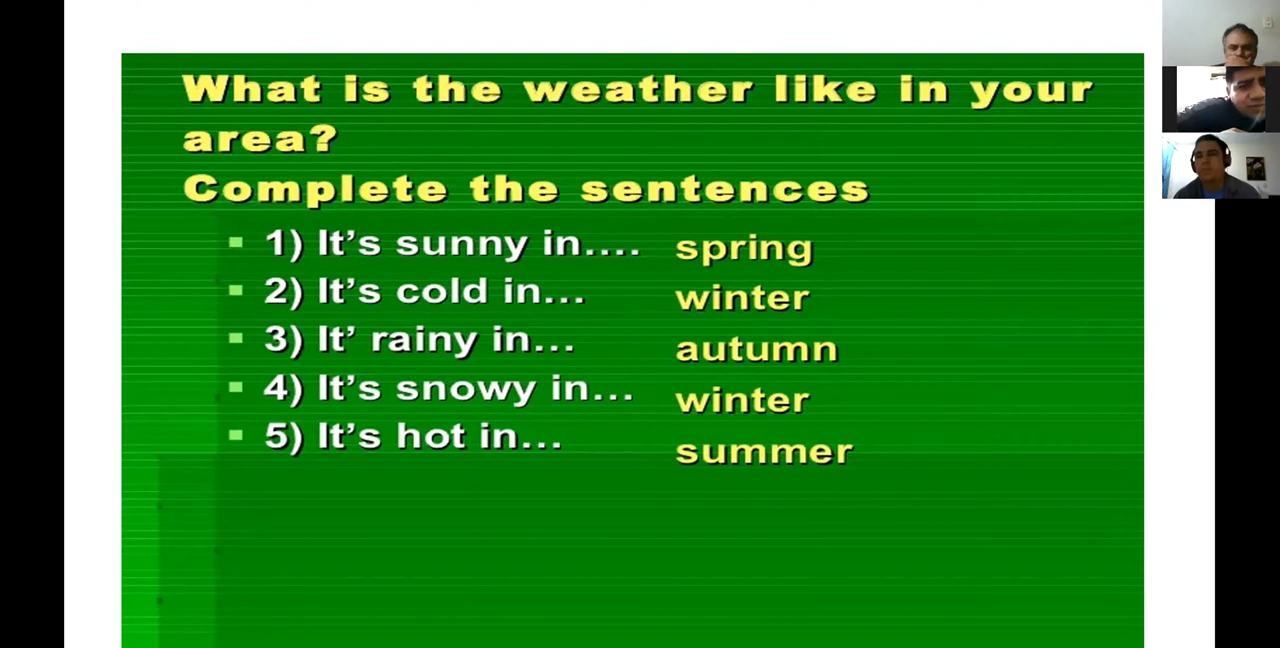 What is the weather like in your
area?
Complete the sentences
1) It’s sunny in.... spring
2) It’s cold in... winter
3) It’ rainy in... autumn
4) It’s snowy in... winter
5) It’s hot in... summer